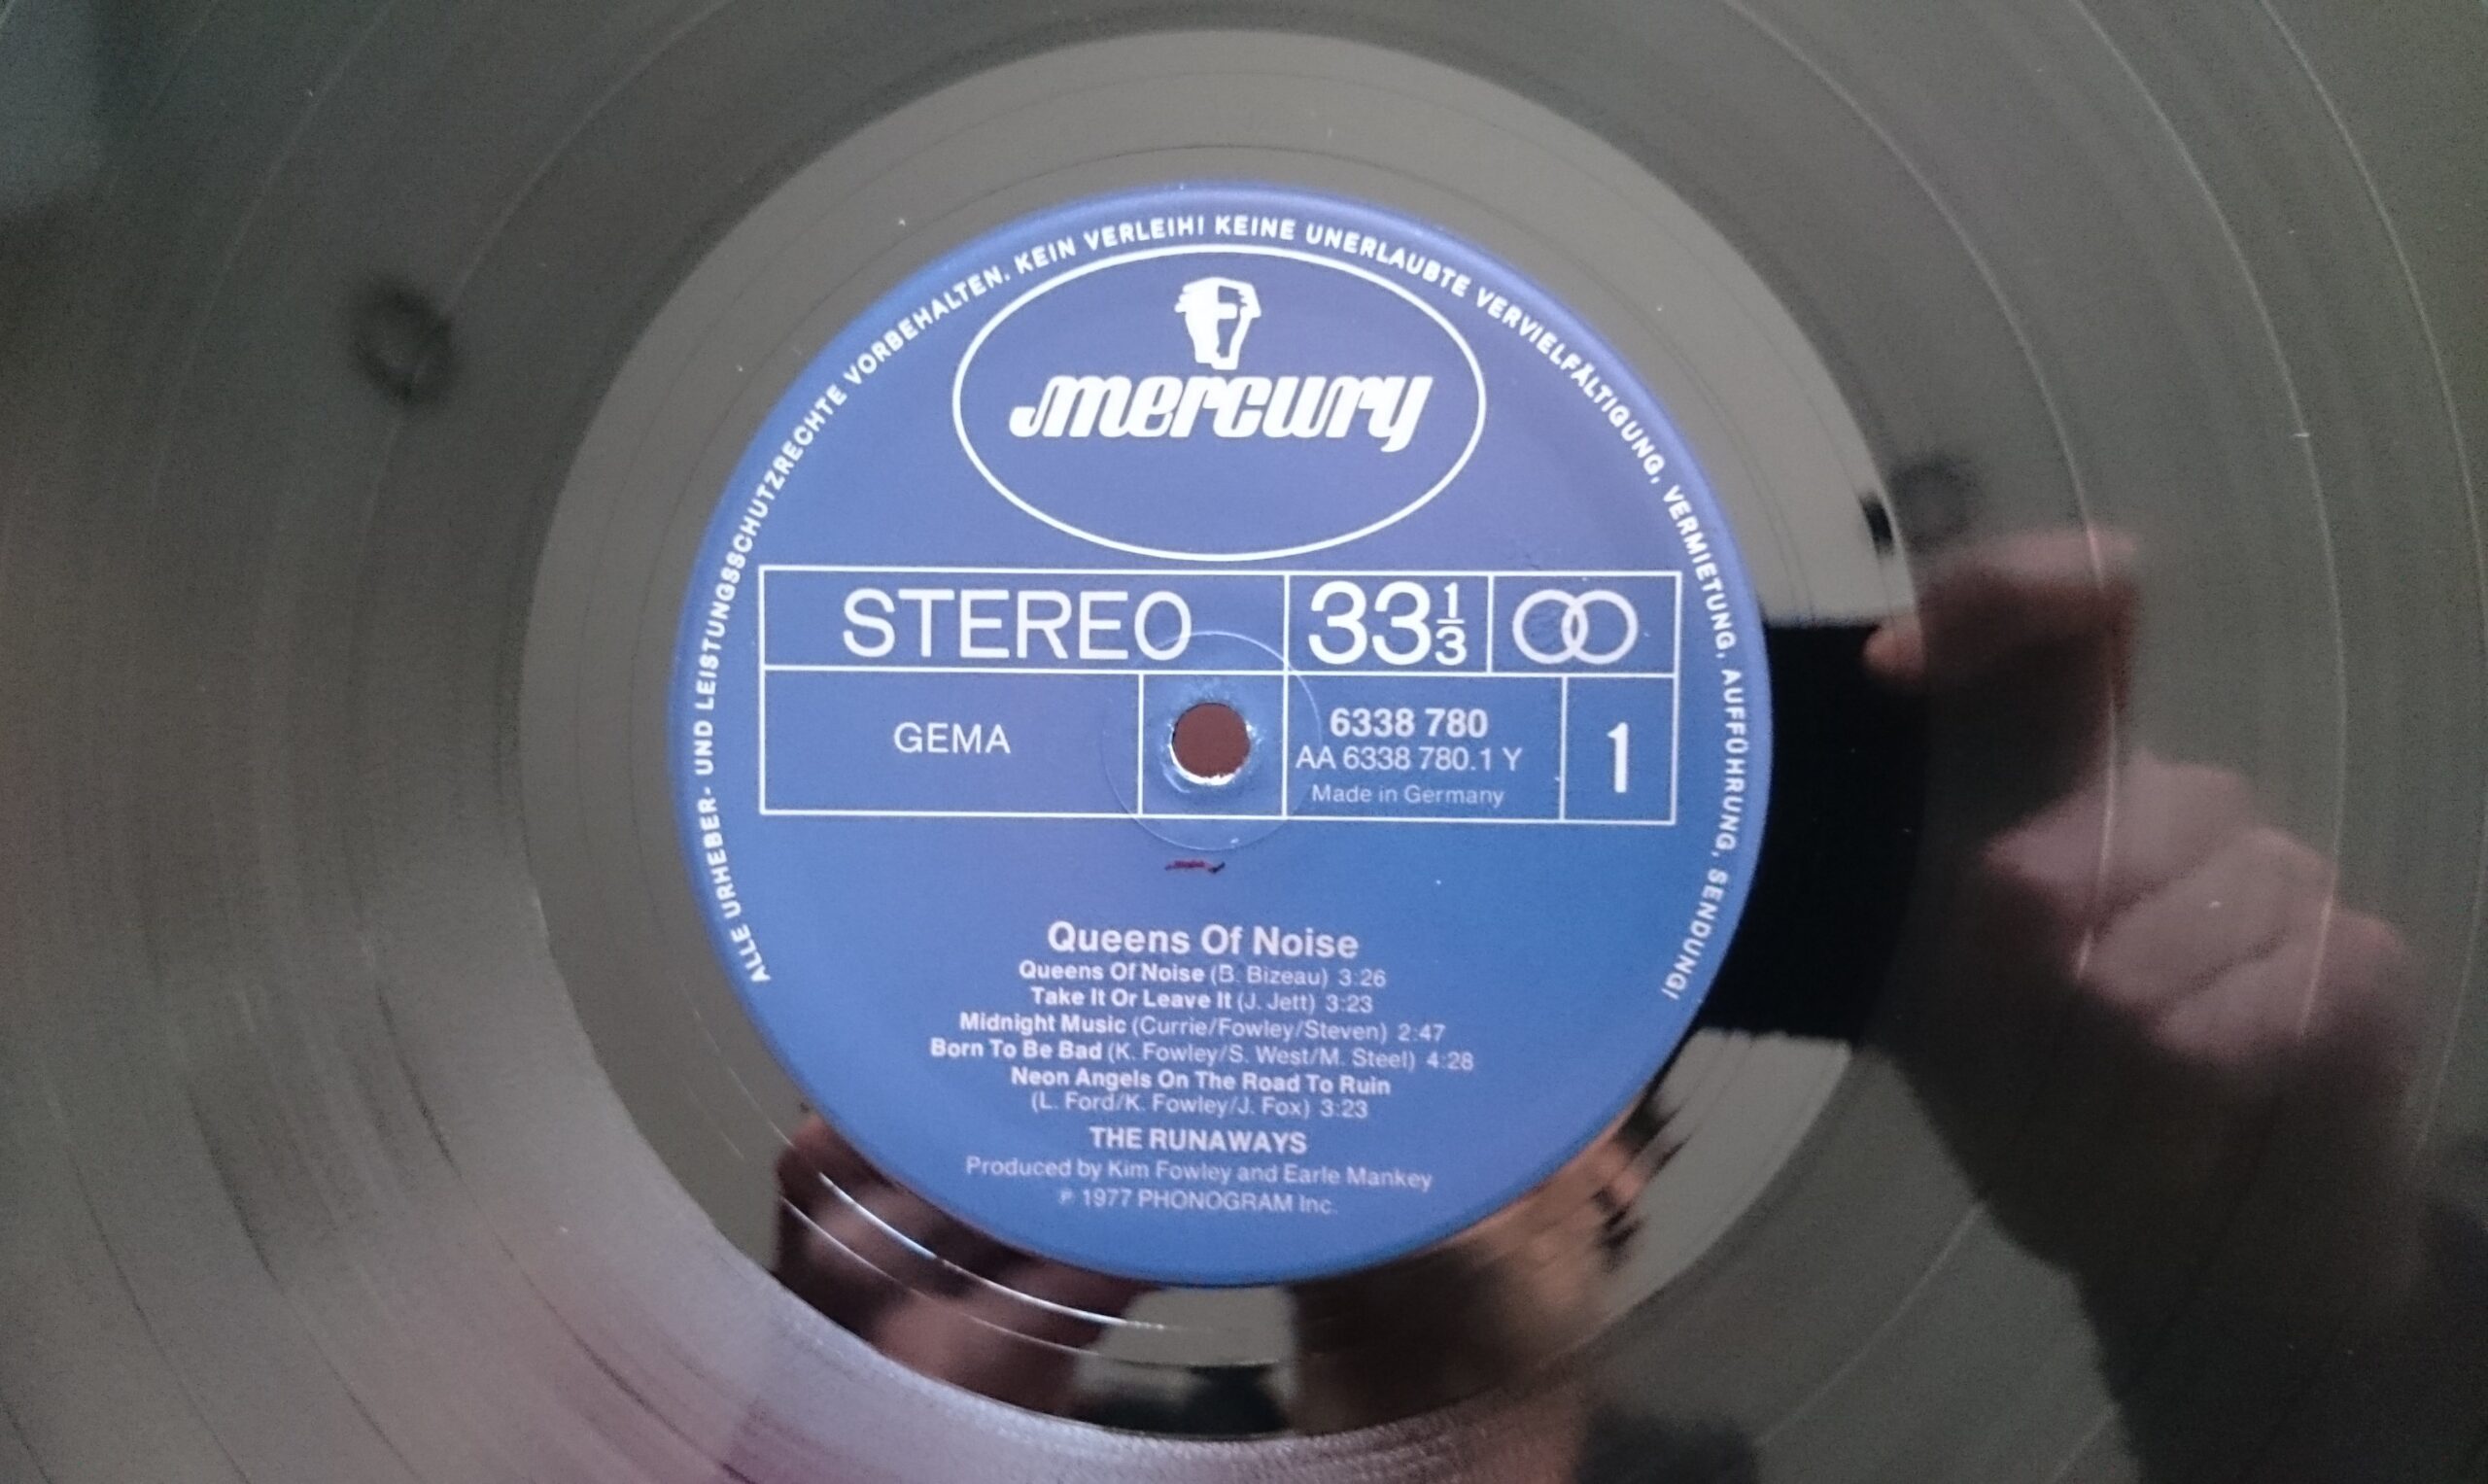 ALLE URHEBER- UND LEISTUNGSSCHUTZRECHTE VORBEHALTEN. KEIN VERLEIH! KEINE UNERLAUBTE VERVIELFÄLTIGUNG, VERMIETUNG, AUFFÜHRUNG, SENDUNG!
mercury
STEREO
33 1/3
GEMA
6338 780
AA 6338 780.1 Y
Made in Germany
1
Queens Of Noise
Queens Of Noise (B. Bizeau) 3:26
Take It Or Leave It (J. Jett) 3:23
Midnight Music (Currie/Fowley/Steven) 2:47
Born To Be Bad (K. Fowley/S. West/M. Steel) 4:28
Neon Angels On The Road To Ruin
(L. Ford/K. Fowley/J. Fox) 3:23
THE RUNAWAYS
Produced by Kim Fowley and Earle Mankey
℗ 1977 PHONOGRAM Inc.